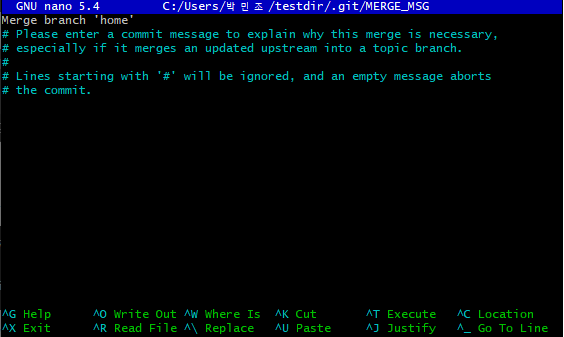 GNU nano 5.4 C:/Users/박민조/testdir/.git/MERGE_MSG
Merge branch 'home'
# Please enter a commit message to explain why this merge is necessary,
# especially if it merges an updated upstream into a topic branch.
#
# Lines starting with '#' will be ignored, and an empty message aborts
# the commit.
^G Help ^O Write Out ^W Where Is ^K Cut ^T Execute ^C Location
^X Exit ^R Read File ^\ Replace ^U Paste ^J Justify ^_ Go To Line